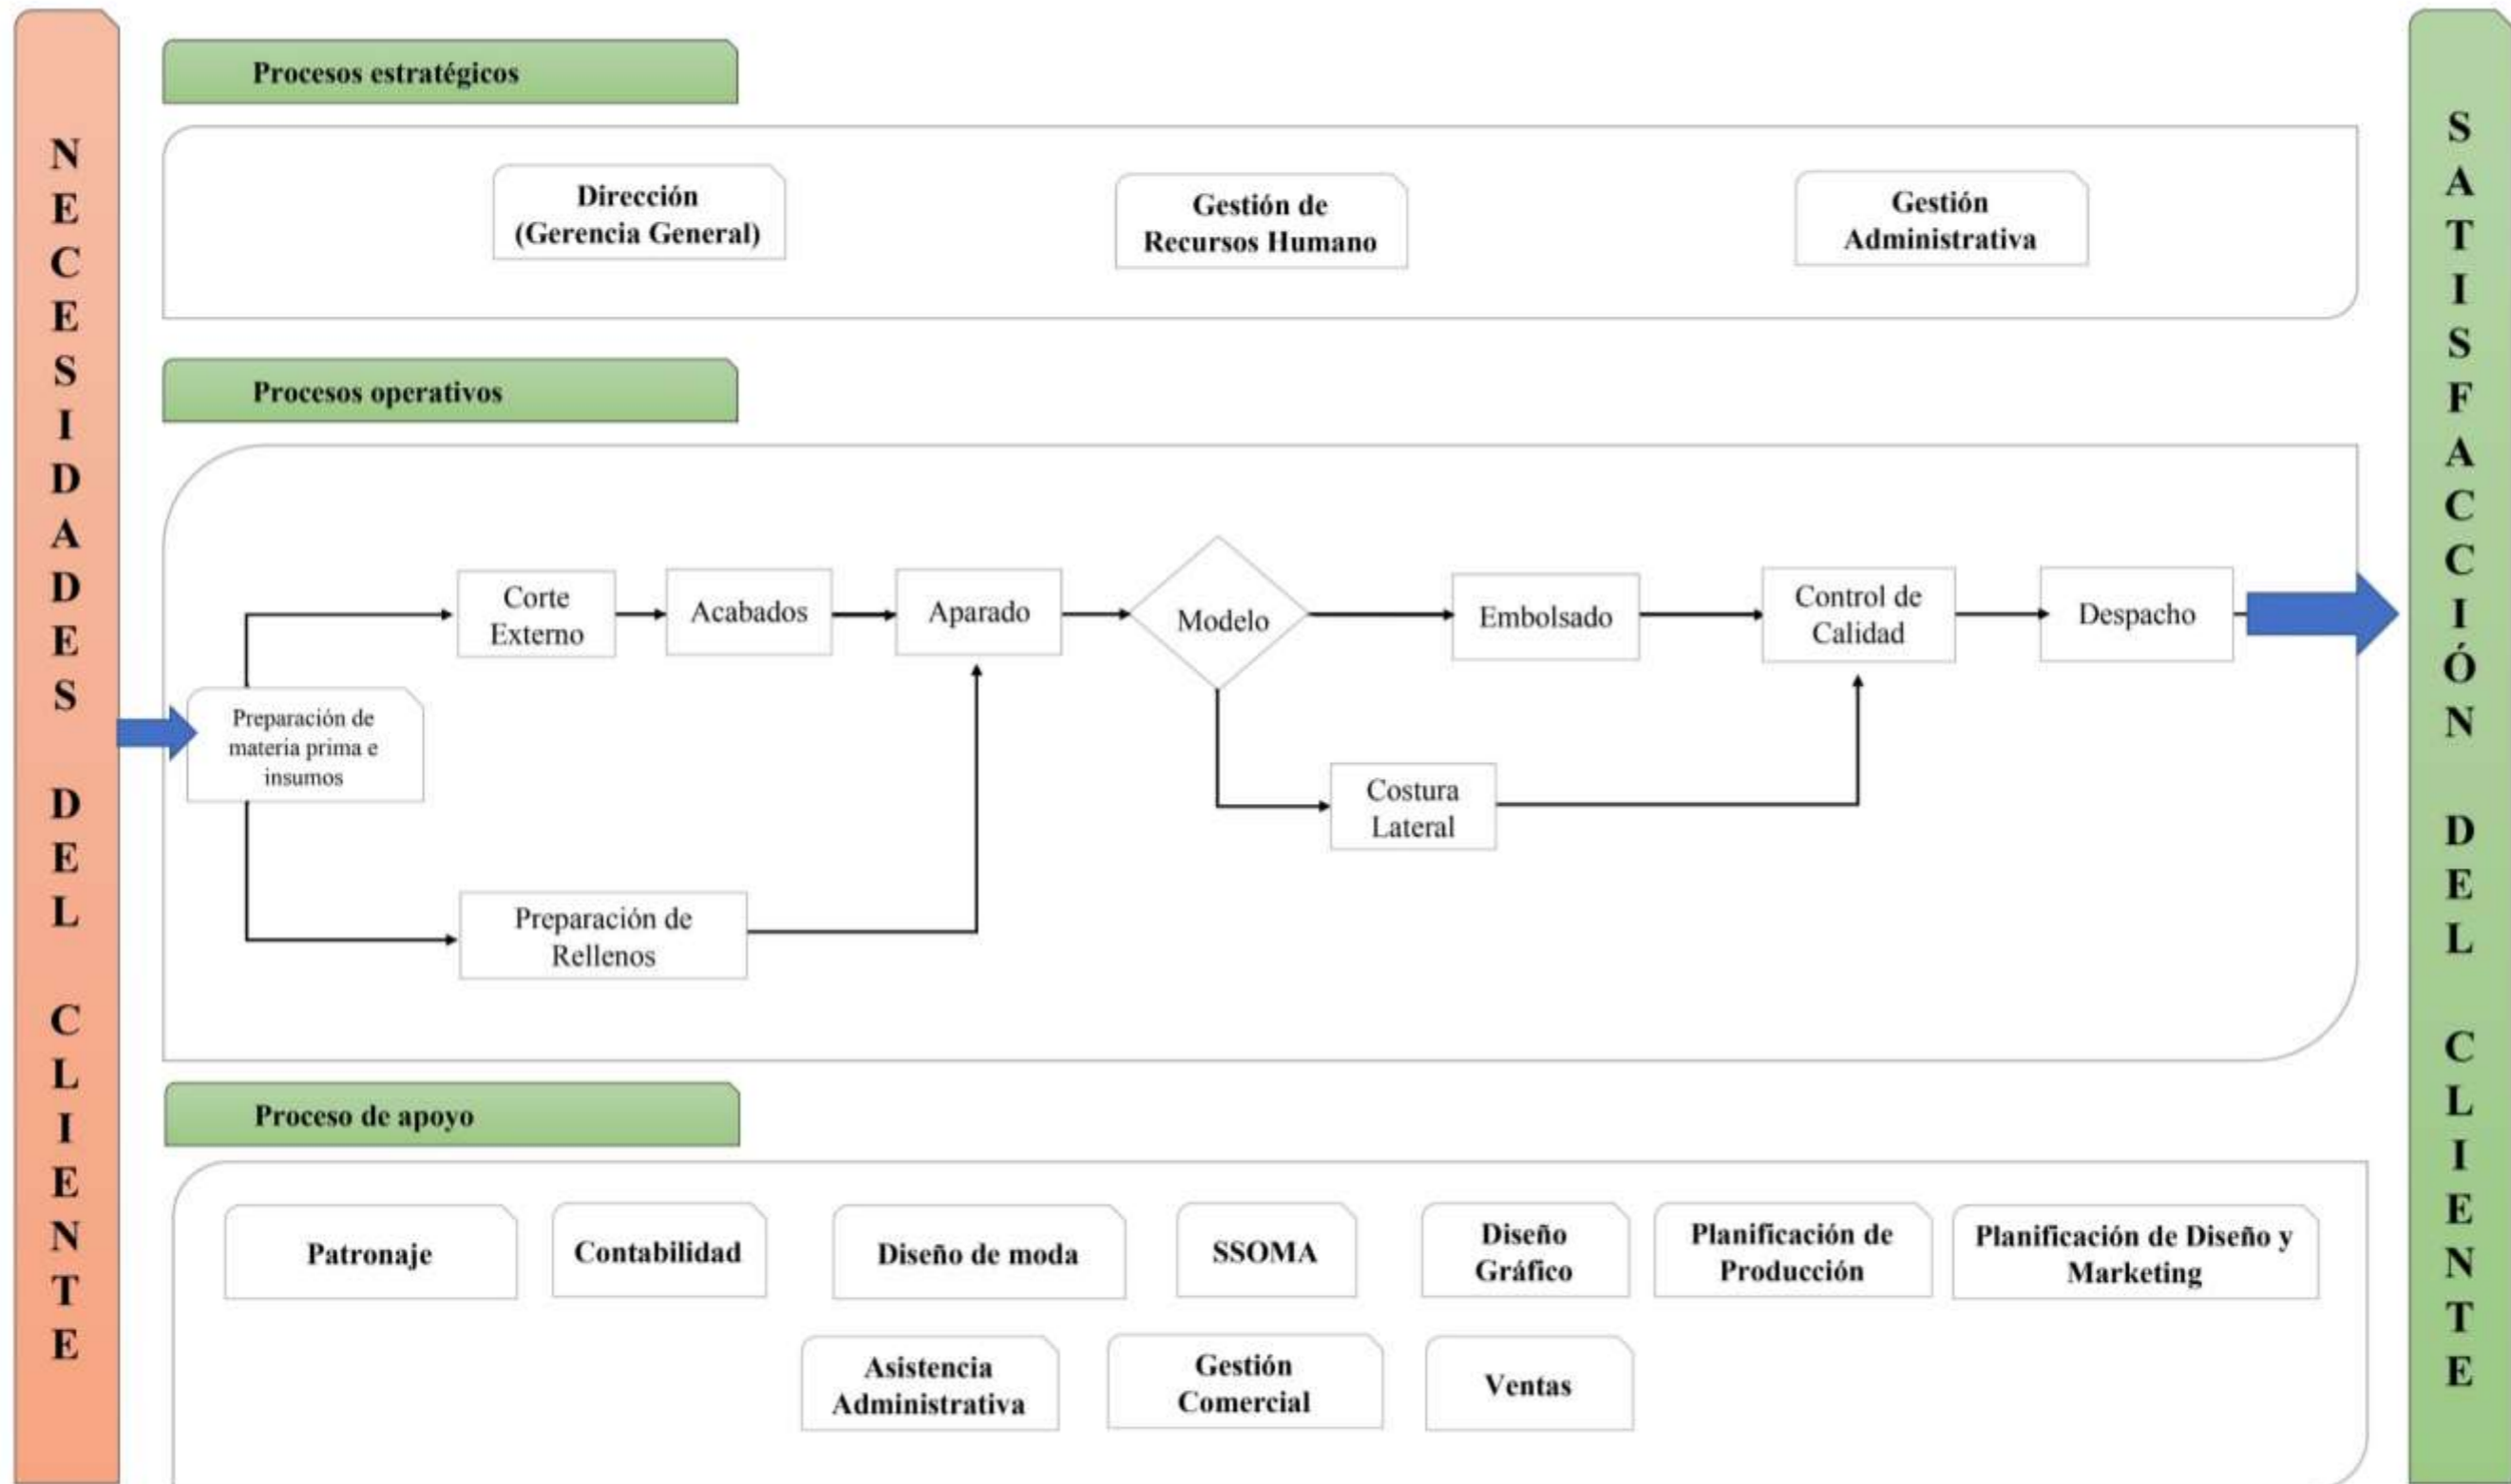 NECESIDADES DEL CLIENTE
Procesos estratégicos
Dirección
(Gerencia General)
Gestión de
Recursos Humano
Gestión
Administrativa
Procesos operativos
Preparación de
materia prima e
insumos
Corte
Externo
Acabados
Aparado
Modelo
Embolsado
Control de
Calidad
Despacho
Costura
Lateral
Preparación de
Rellenos
Proceso de apoyo
Patronaje
Contabilidad
Diseño de moda
SSOMA
Diseño
Gráfico
Planificación de
Producción
Planificación de Diseño y
Marketing
Asistencia
Administrativa
Gestión
Comercial
Ventas
SATISFACCIÓN DEL CLIENTE